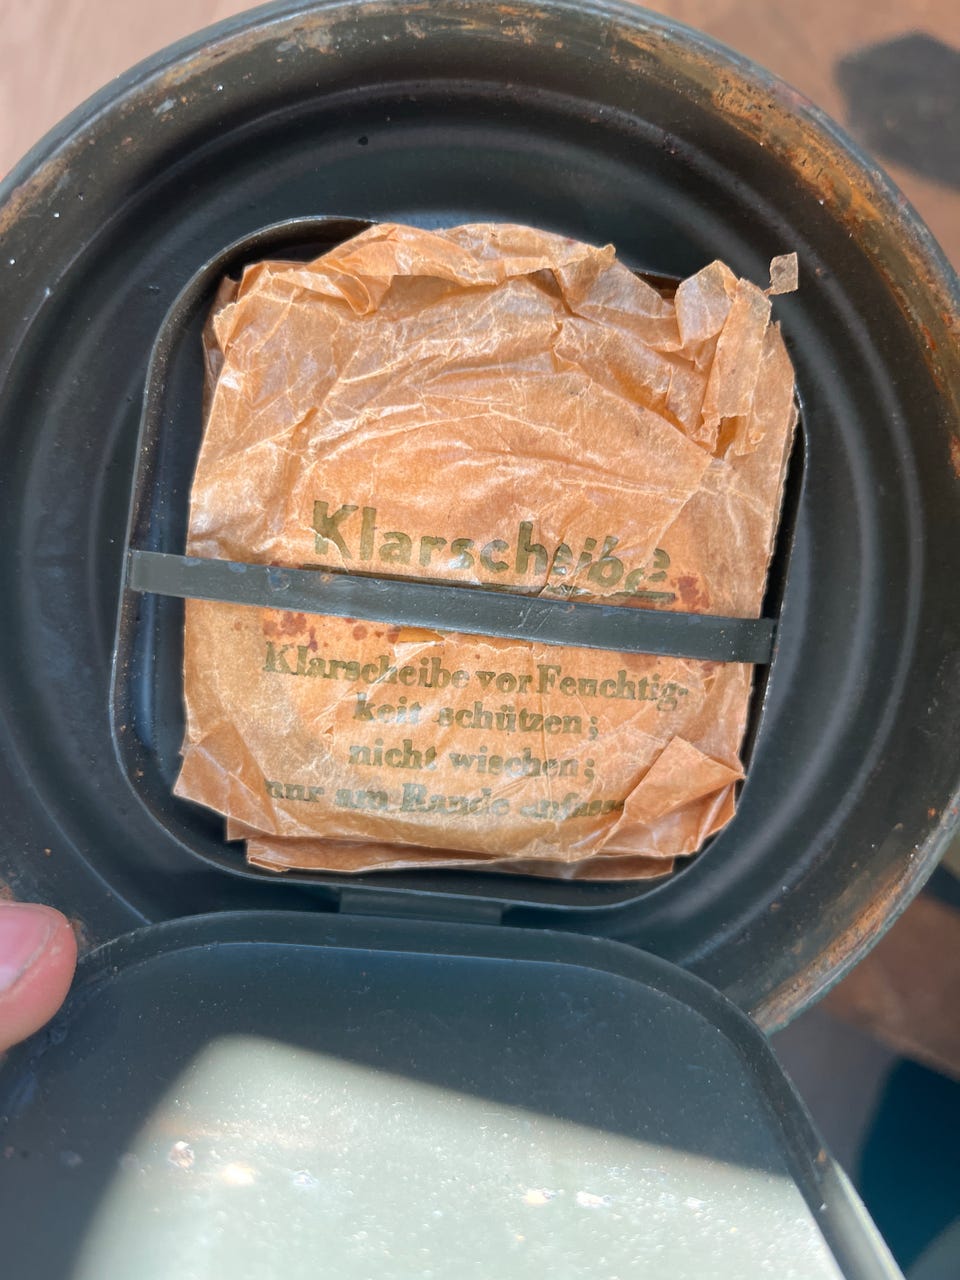 Klarscheibe
Klarscheibe vor Feuchtig-
keit schützen;
nicht wischen;
nur am Rande